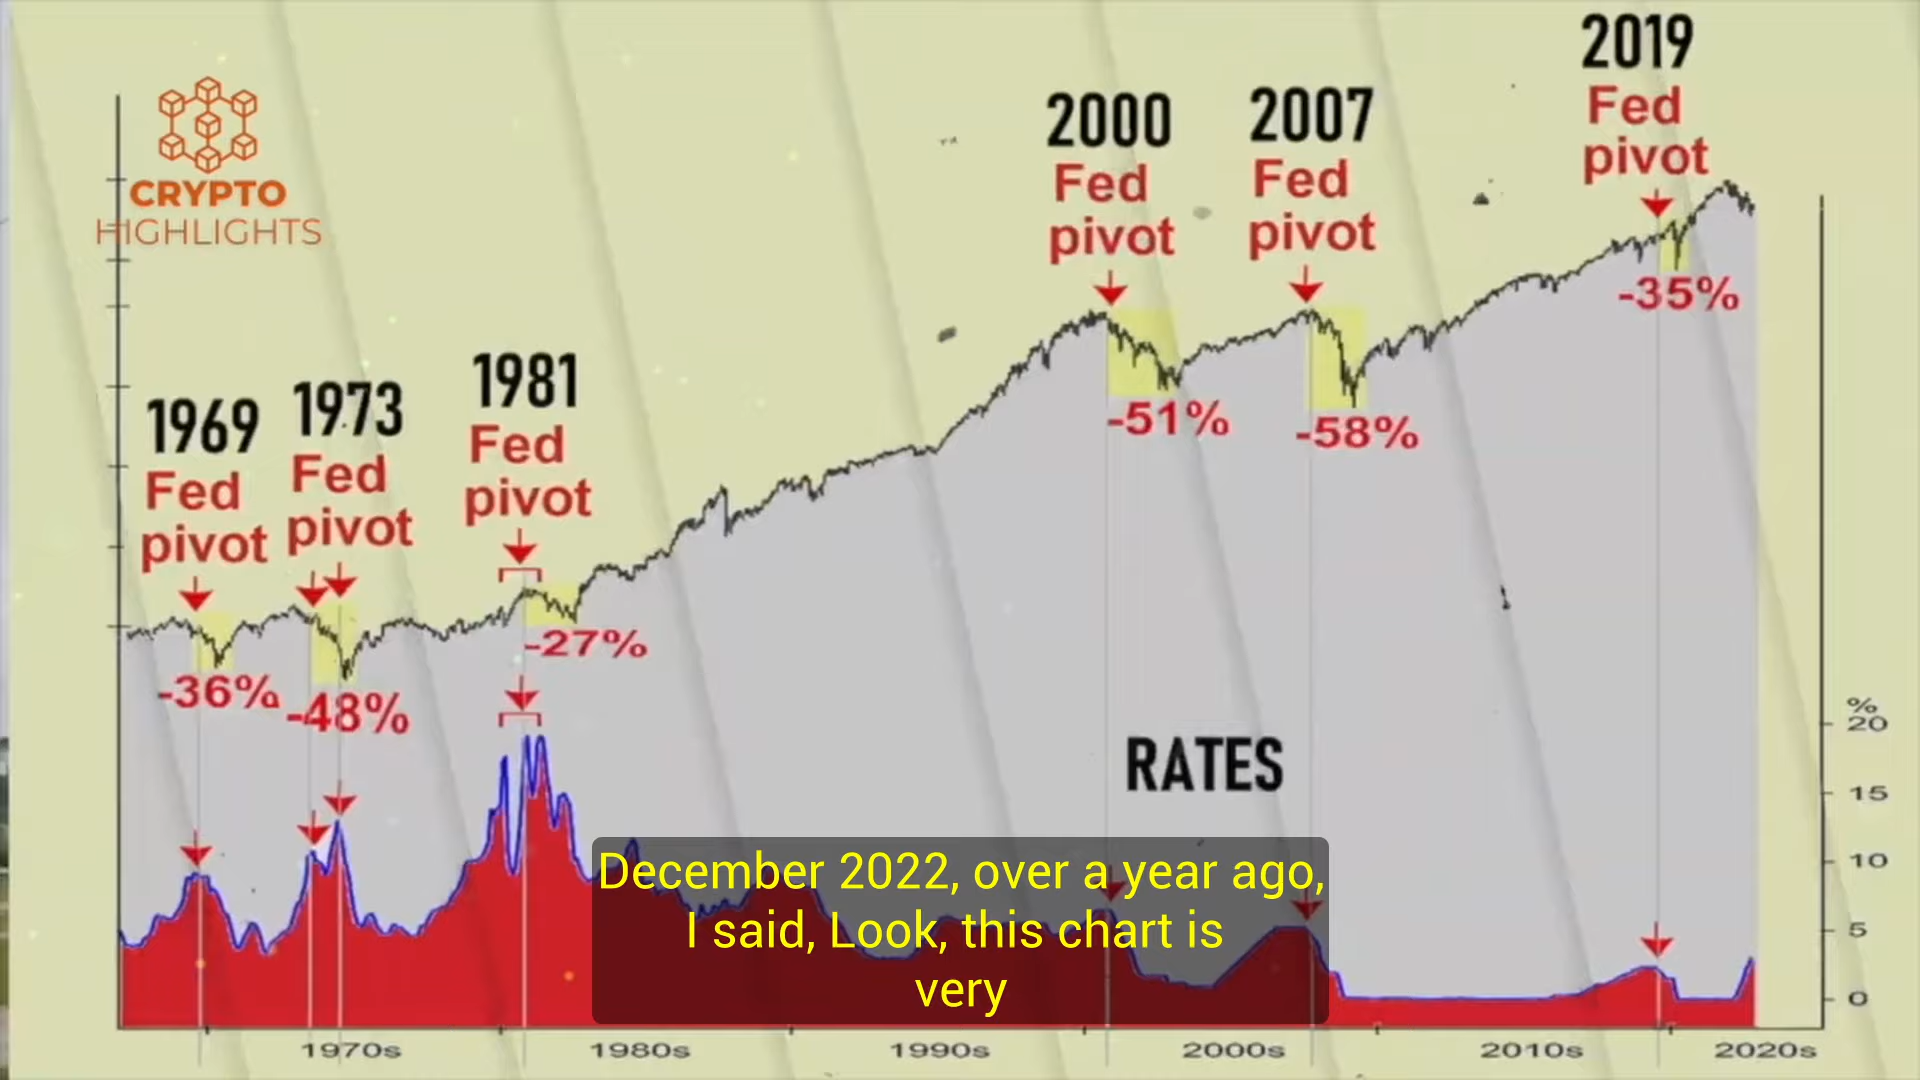 2019
Fed
pivot
2000
Fed
pivot
2007
Fed
pivot
CRYPTO
HIGHLIGHTS
-35%
1981
Fed
pivot
1973
Fed
pivot
1969
Fed
pivot
-51%
-58%
-27%
-36%
-48%
%
20
RATES
15
10
5
0
December 2022, over a year ago,
I said, Look, this chart is
very
1970s
1980s
1990s
2000s
2010s
2020s